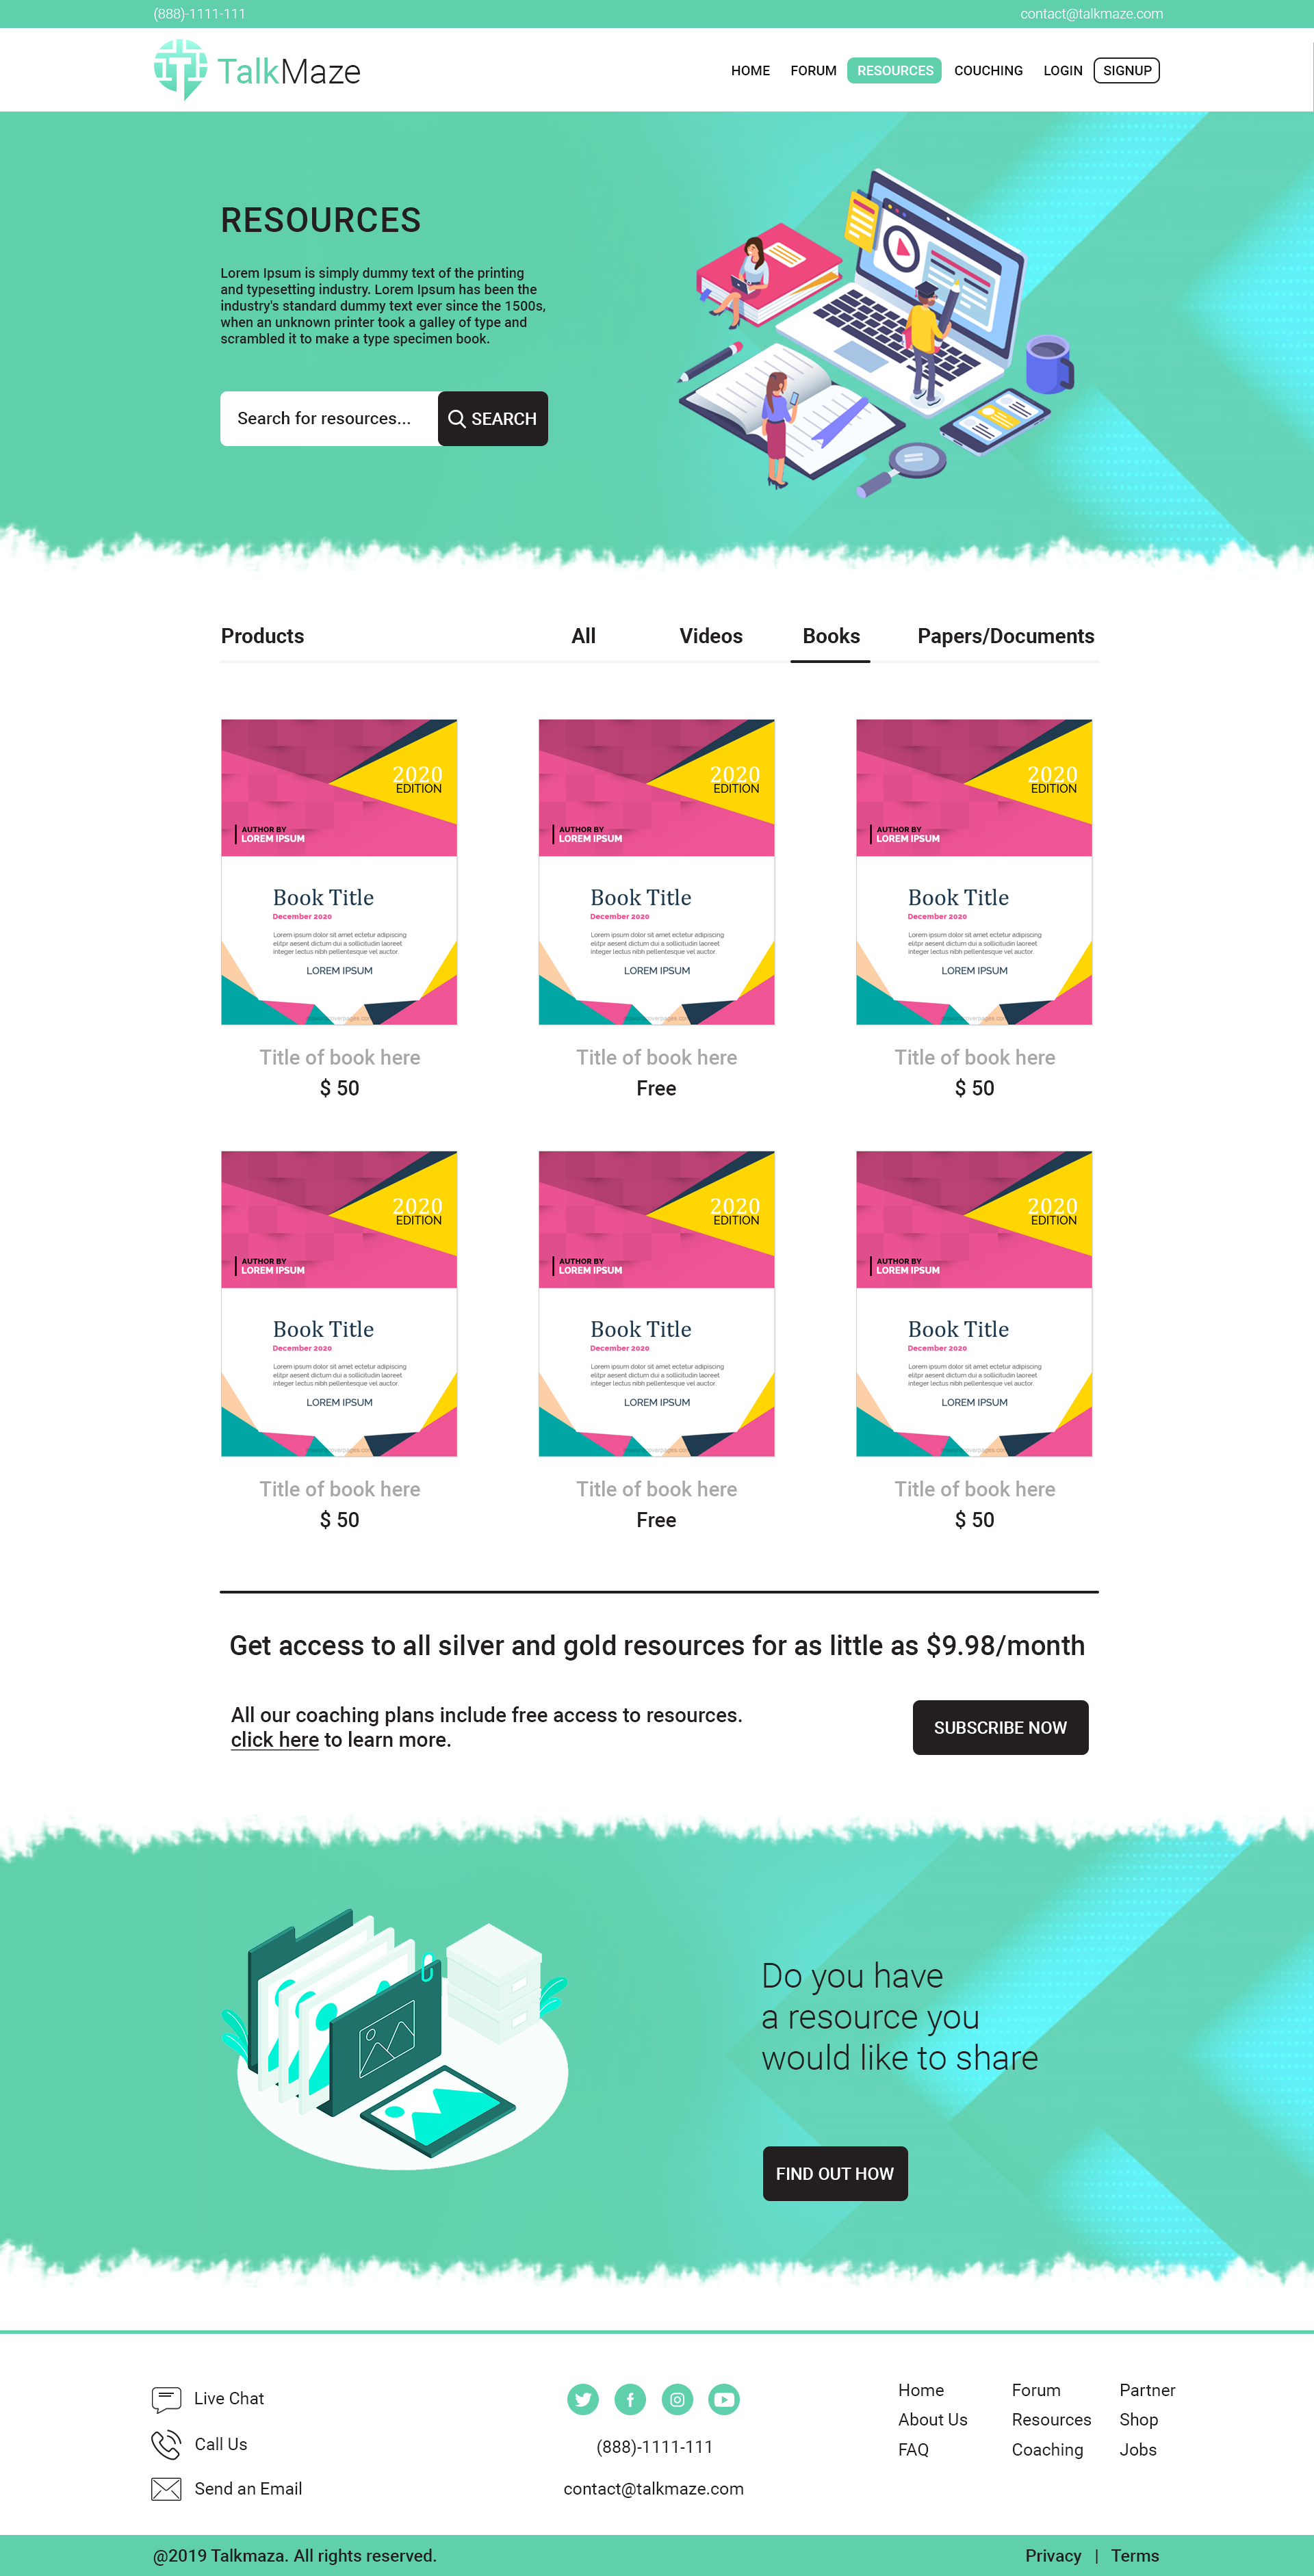 (888)-1111-111
contact@talkmaze.com
TalkMaze
HOME
FORUM
RESOURCES
COUCHING
LOGIN
SIGNUP
RESOURCES
Lorem Ipsum is simply dummy text of the printing
and typesetting industry. Lorem Ipsum has been the
industry's standard dummy text ever since the 1500s,
when an unknown printer took a galley of type and
scrambled it to make a type specimen book.
Search for resources...
SEARCH
Products
All
Videos
Books
Papers/Documents
2020
EDITION
AUTHOR BY
LOREM IPSUM
Book Title
December 2020
Lorem ipsum dolor sit amet ectetur adipiscing
elitpr aesent dictum dui a sollicitudin laoreet
integer lectus nibh pellentesque vel auctor.
LOREM IPSUM
Title of book here
$ 50
2020
EDITION
AUTHOR BY
LOREM IPSUM
Book Title
December 2020
Lorem ipsum dolor sit amet ectetur adipiscing
elitpr aesent dictum dui a sollicitudin laoreet
integer lectus nibh pellentesque vel auctor.
LOREM IPSUM
Title of book here
Free
2020
EDITION
AUTHOR BY
LOREM IPSUM
Book Title
December 2020
Lorem ipsum dolor sit amet ectetur adipiscing
elitpr aesent dictum dui a sollicitudin laoreet
integer lectus nibh pellentesque vel auctor.
LOREM IPSUM
Title of book here
$ 50
2020
EDITION
AUTHOR BY
LOREM IPSUM
Book Title
December 2020
Lorem ipsum dolor sit amet ectetur adipiscing
elitpr aesent dictum dui a sollicitudin laoreet
integer lectus nibh pellentesque vel auctor.
LOREM IPSUM
Title of book here
$ 50
2020
EDITION
AUTHOR BY
LOREM IPSUM
Book Title
December 2020
Lorem ipsum dolor sit amet ectetur adipiscing
elitpr aesent dictum dui a sollicitudin laoreet
integer lectus nibh pellentesque vel auctor.
LOREM IPSUM
Title of book here
Free
2020
EDITION
AUTHOR BY
LOREM IPSUM
Book Title
December 2020
Lorem ipsum dolor sit amet ectetur adipiscing
elitpr aesent dictum dui a sollicitudin laoreet
integer lectus nibh pellentesque vel auctor.
LOREM IPSUM
Title of book here
$ 50
Get access to all silver and gold resources for as little as $9.98/month
All our coaching plans include free access to resources.
click here to learn more.
SUBSCRIBE NOW
Do you have
a resource you
would like to share
FIND OUT HOW
Live Chat
Call Us
Send an Email
(888)-1111-111
contact@talkmaze.com
Home
About Us
FAQ
Forum
Resources
Coaching
Partner
Shop
Jobs
@2019 Talkmaza. All rights reserved.
Privacy | Terms